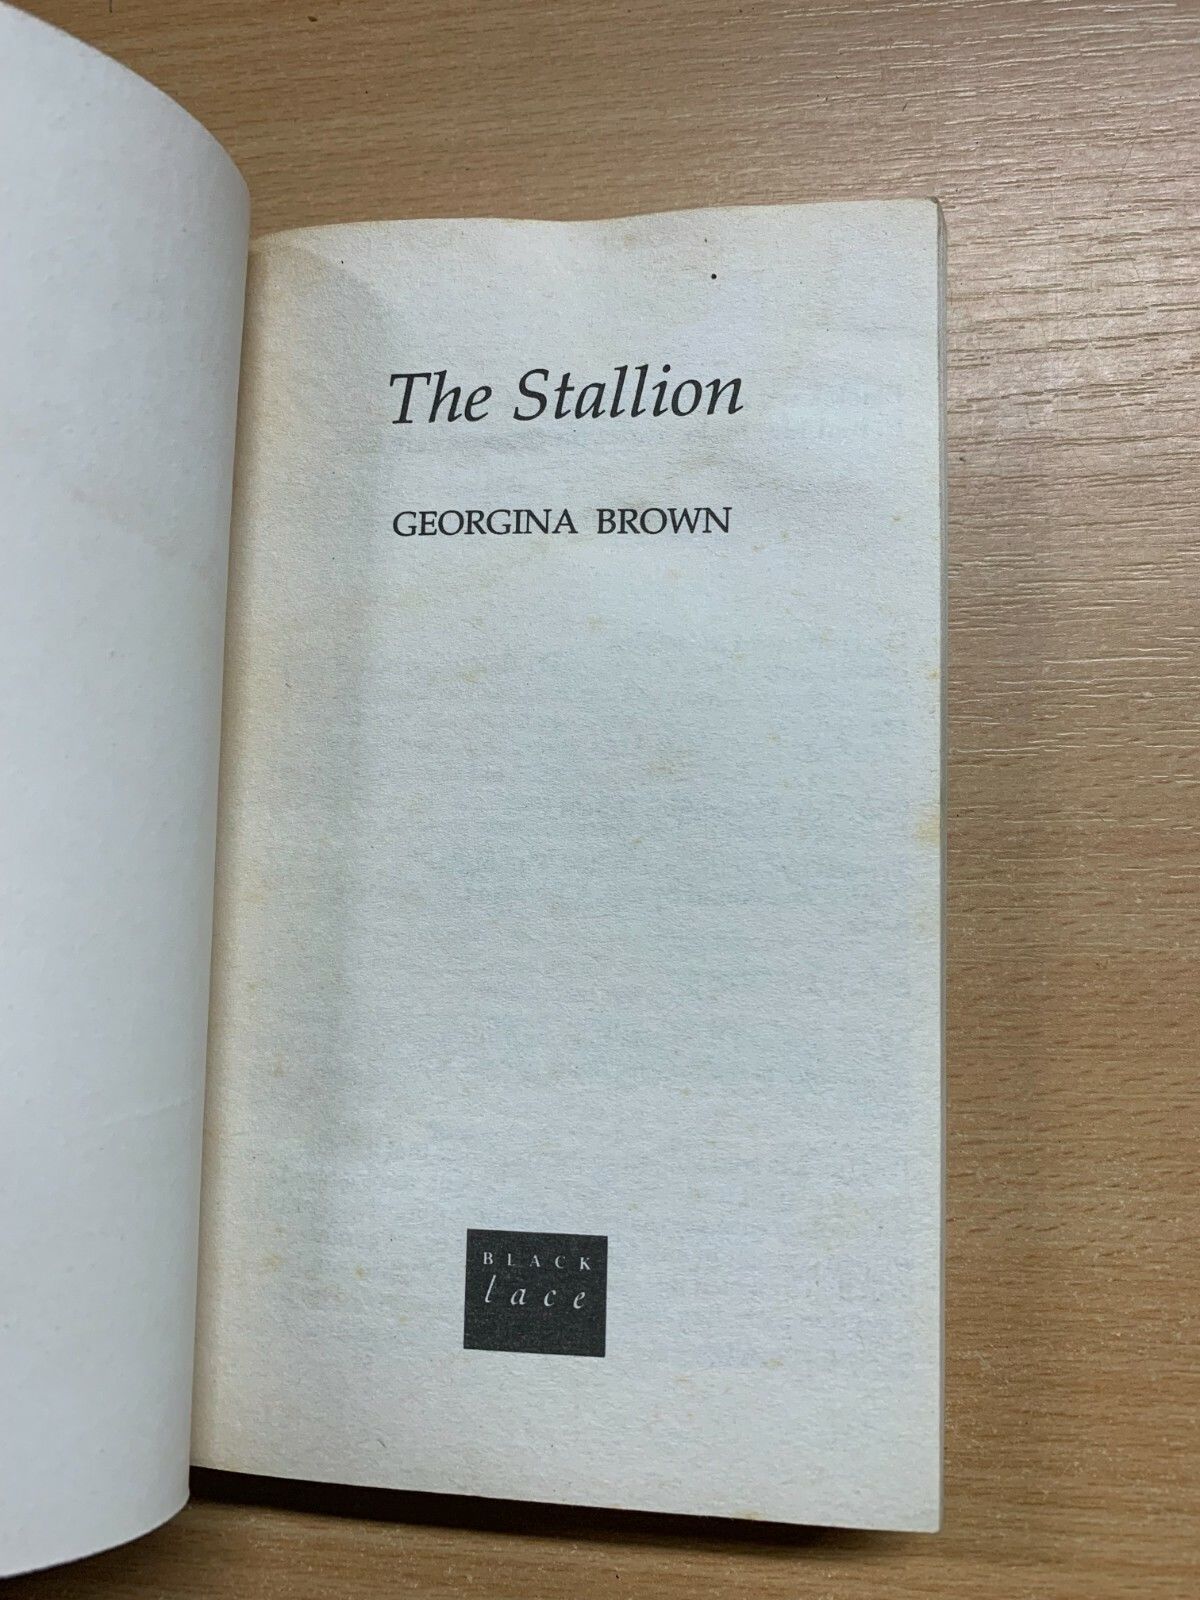 The Stallion
GEORGINA BROWN
BLACK
lace